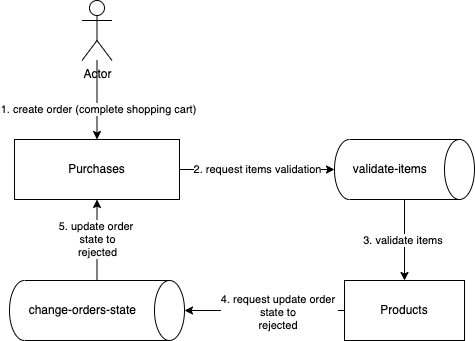 Actor
1. create order (complete shopping cart)
Purchases
2. request items validation
validate-items
3. validate items
5. update order
state to
rejected
change-orders-state
4. request update order
state to
rejected
Products